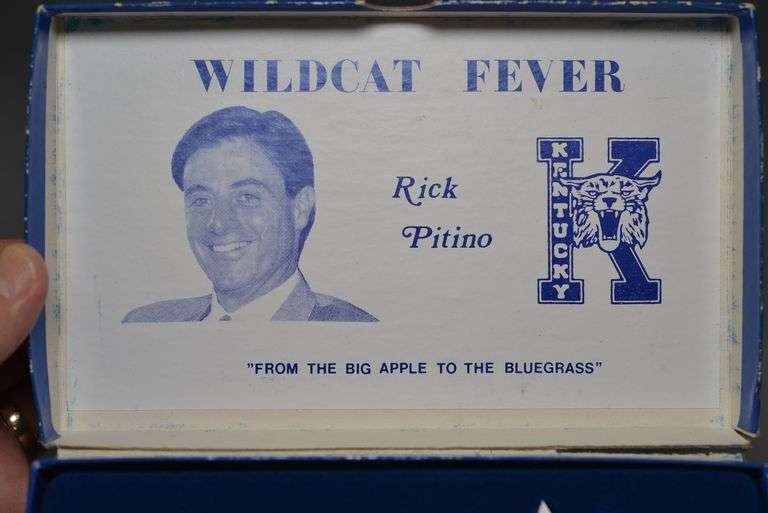 WILDCAT FEVER
Rick
Pitino
KENTUCKY
K
"FROM THE BIG APPLE TO THE BLUEGRASS"